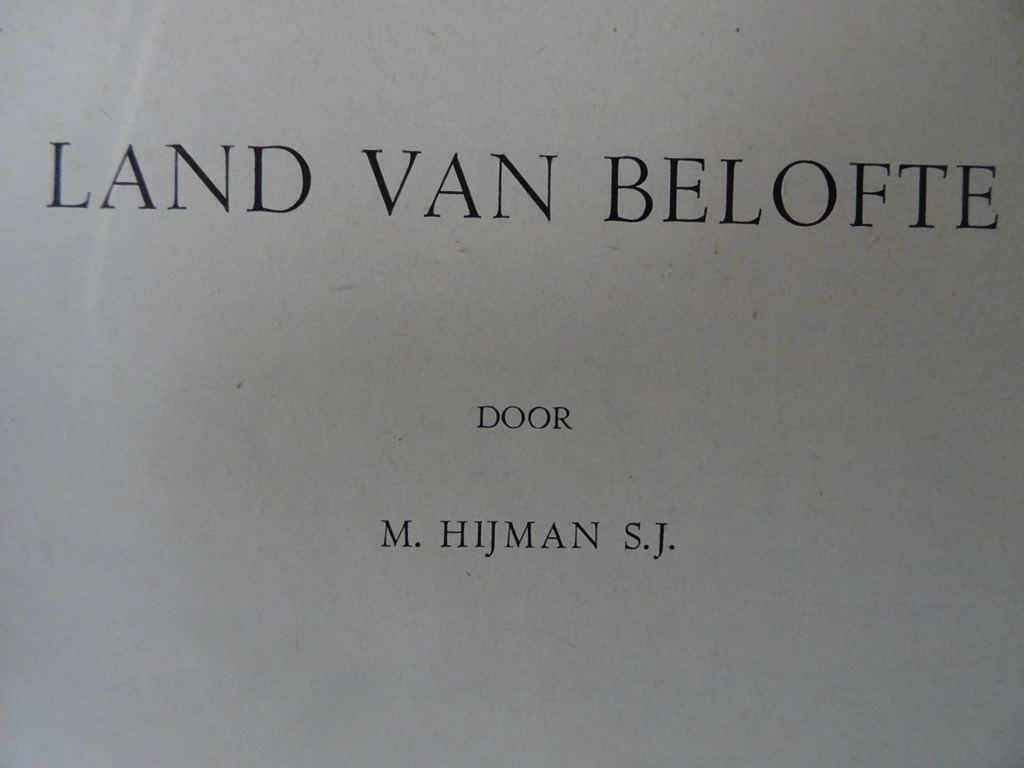 LAND VAN BELOFTE
DOOR
M. HIJMAN S.J.